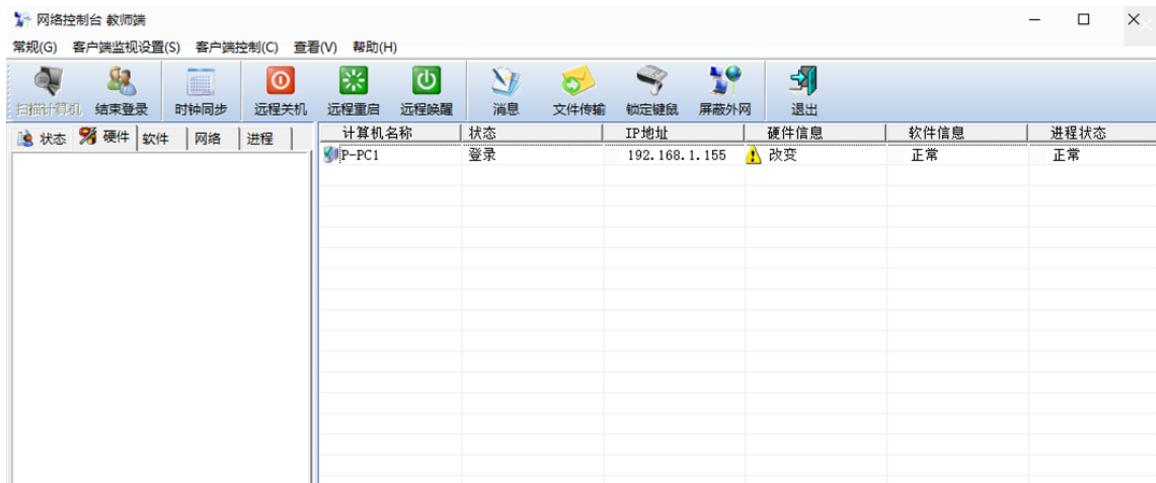 网络控制台 教师端
常规(G) 客户端监视设置(S) 客户端控制(C) 查看(V) 帮助(H)
扫描计算机 结束登录 时钟同步 远程关机 远程重启 远程唤醒 消息 文件传输 锁定键鼠 屏蔽外网 退出
状态 硬件 软件 网络 进程
计算机名称 状态 IP地址 硬件信息 软件信息 进程状态
P-PC1 登录 192.168.1.155 改变 正常 正常